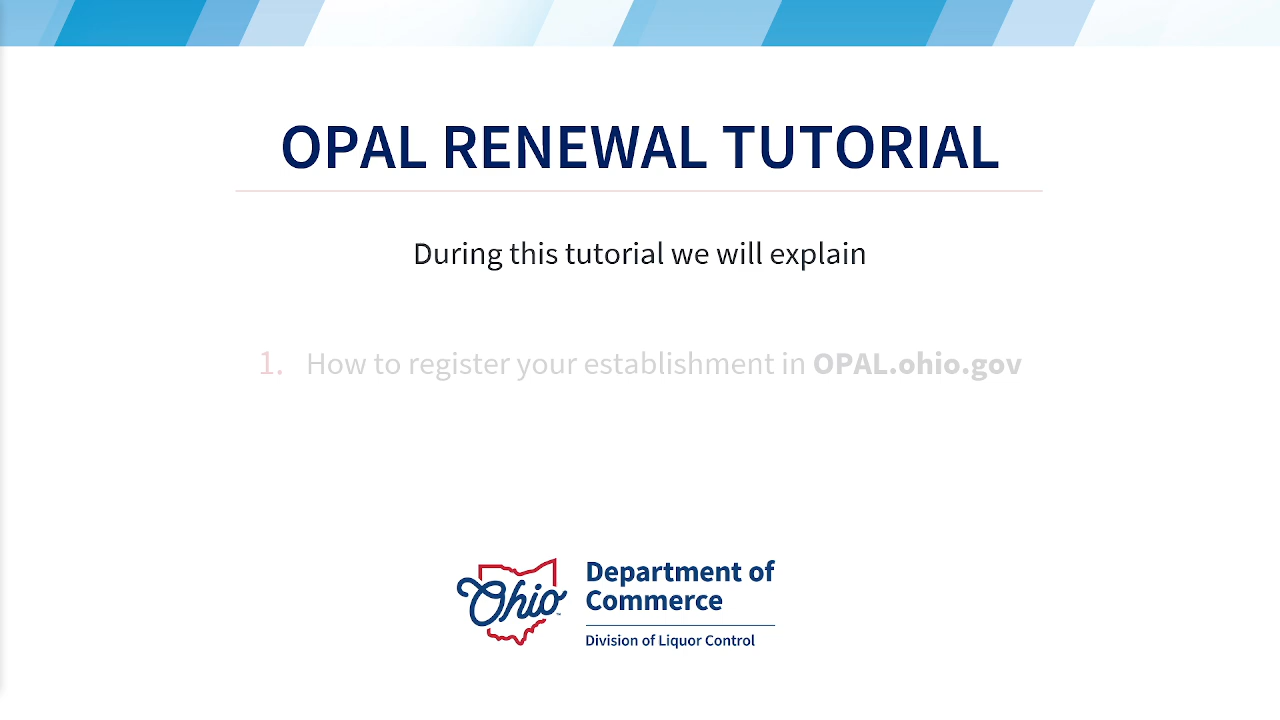 OPAL RENEWAL TUTORIAL
During this tutorial we will explain
1. How to register your establishment in OPAL.ohio.gov
Ohio
Department of
Commerce
Division of Liquor Control